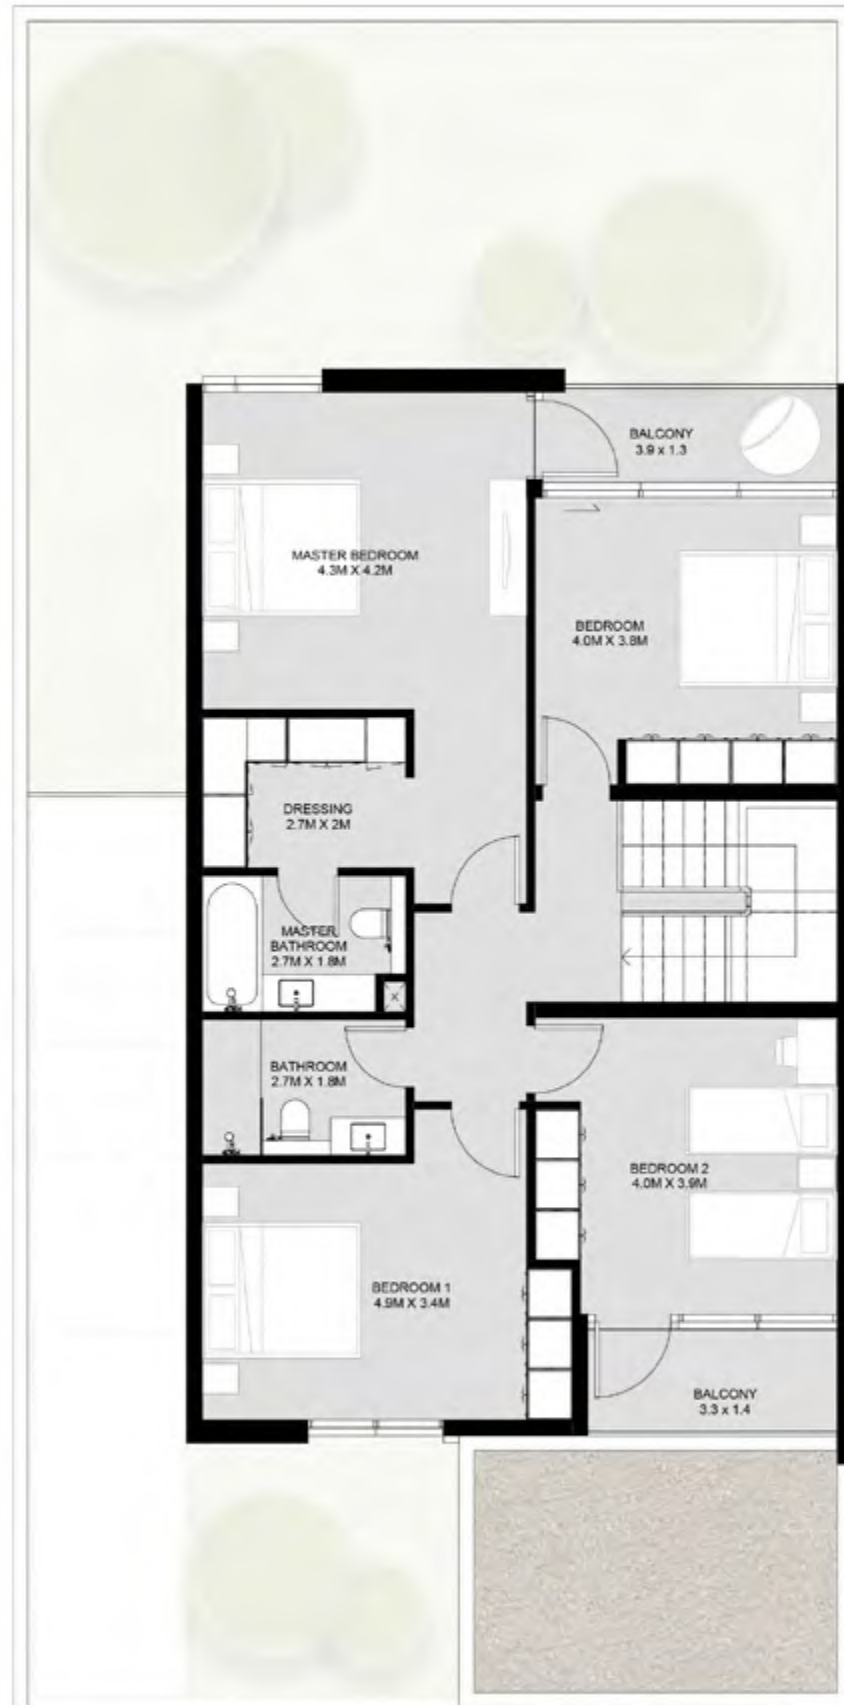 BALCONY
3.9 x 1.3
MASTER BEDROOM
4.3M X 4.2M
BEDROOM
4.0M X 3.8M
DRESSING
2.7M X 2M
MASTER
BATHROOM
2.7M X 1.8M
BATHROOM
2.7M X 1.8M
BEDROOM 2
4.0M X 3.9M
BEDROOM 1
4.9M X 3.4M
BALCONY
3.3 x 1.4